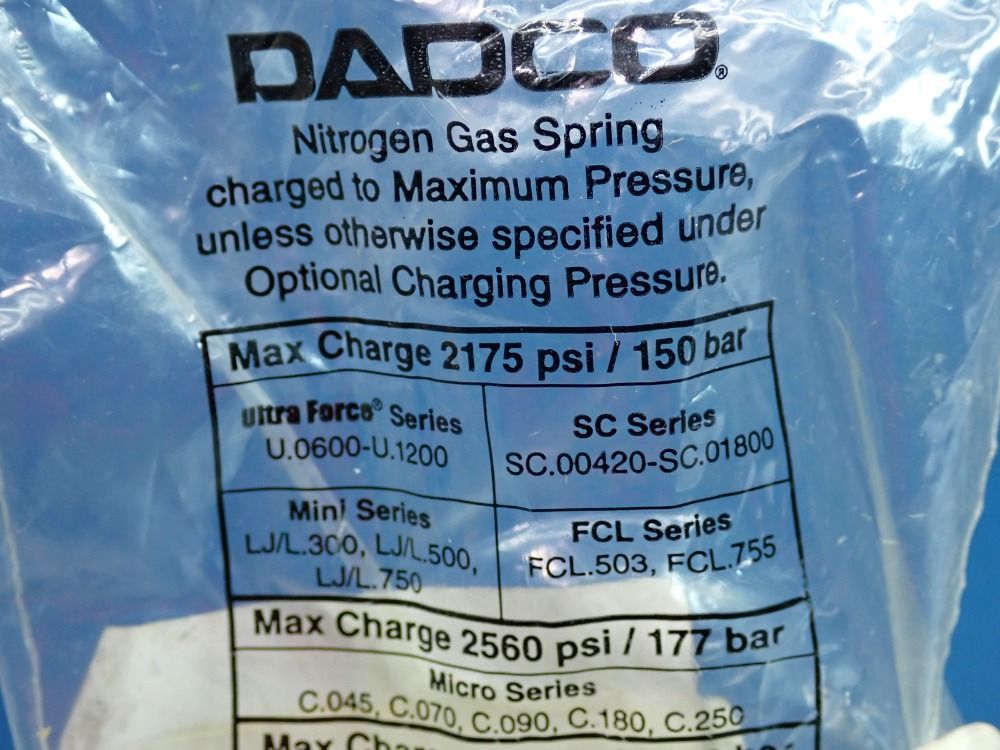 DADCO®
Nitrogen Gas Spring
charged to Maximum Pressure,
unless otherwise specified under
Optional Charging Pressure.
Max Charge 2175 psi / 150 bar
Ultra Force® Series
U.0600-U.1200
SC Series
SC.00420-SC.01800
Mini Series
LJ/L.300, LJ/L.500,
LJ/L.750
FCL Series
FCL.503, FCL.755
Max Charge 2560 psi / 177 bar
Micro Series
C.045, C.070, C.090, C.180, C.250
Max